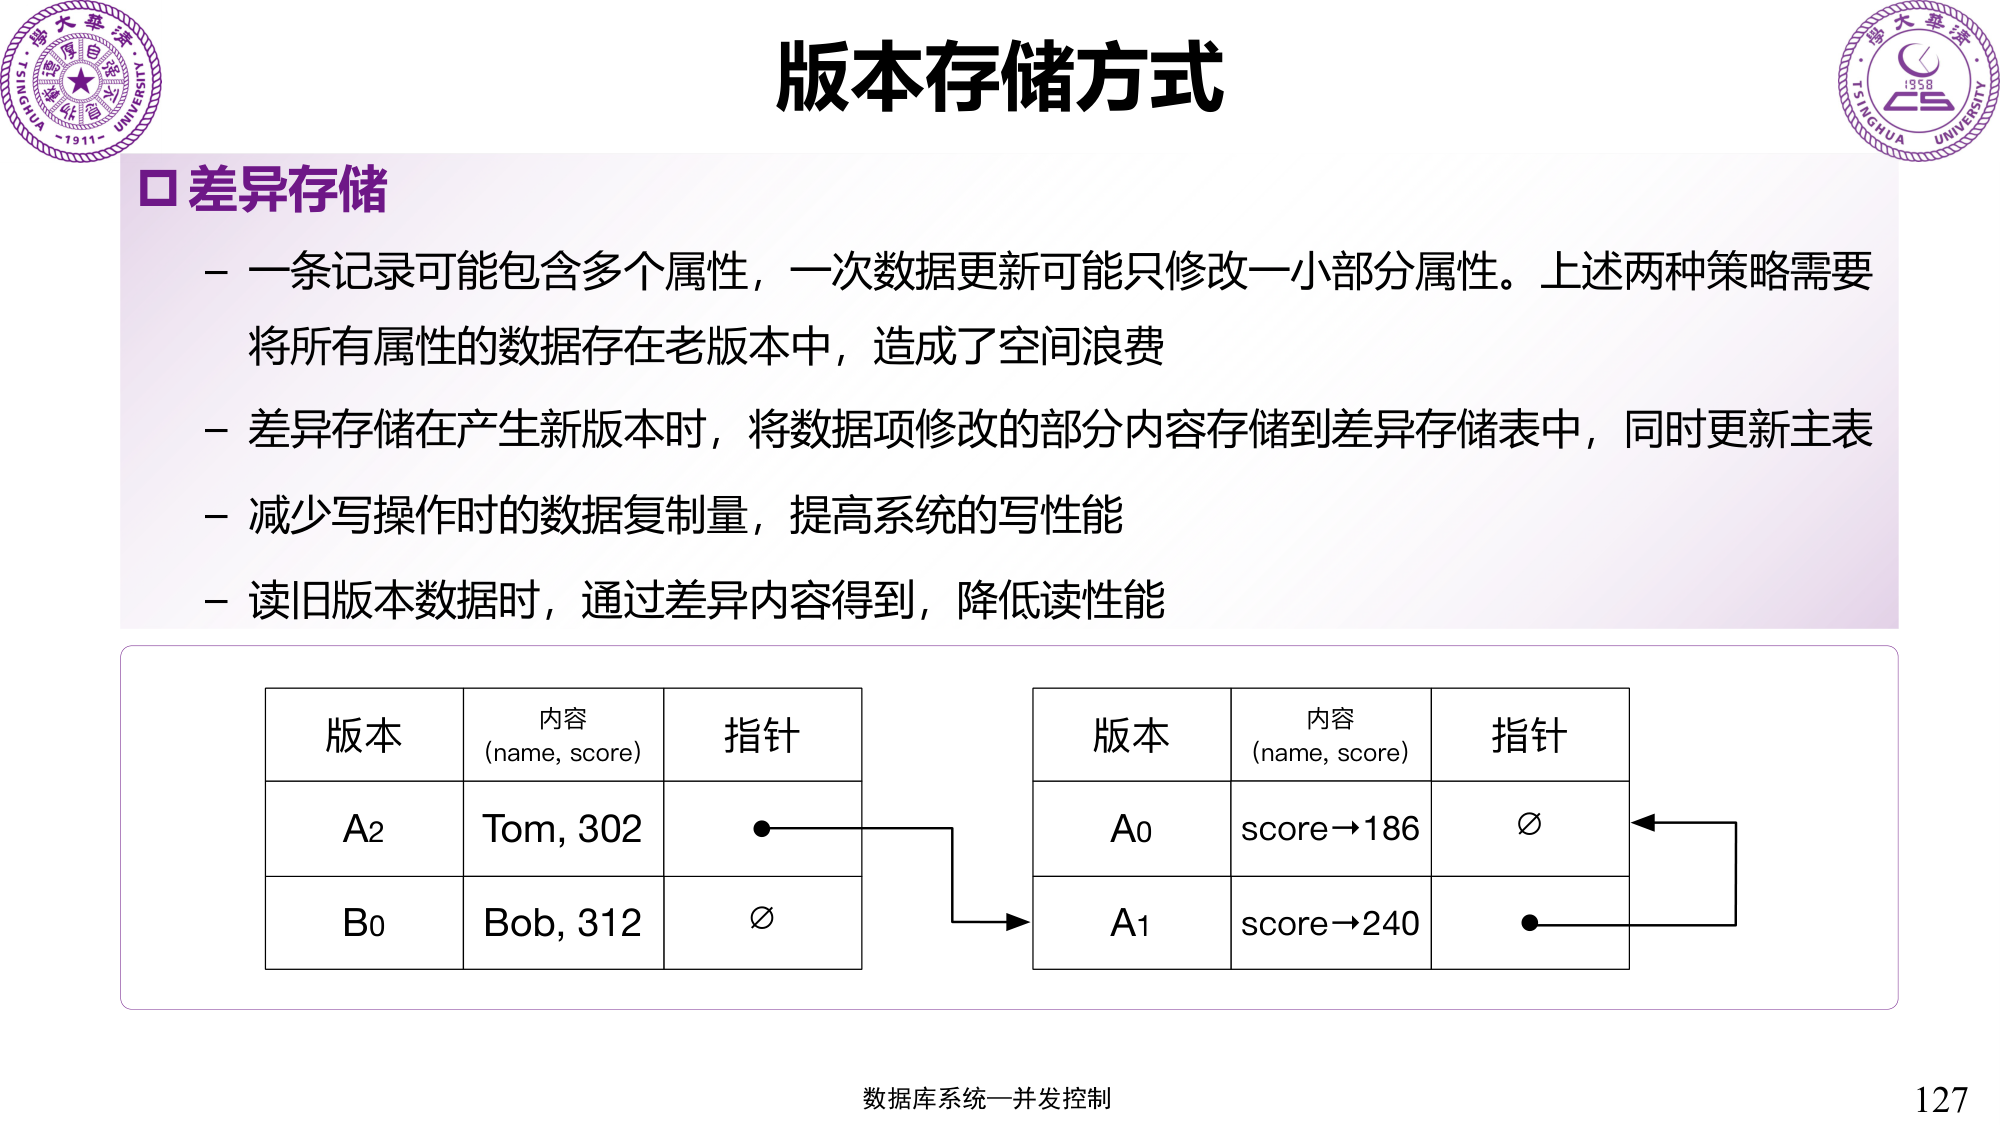 版本存储方式
差异存储
– 一条记录可能包含多个属性，一次数据更新可能只修改一小部分属性。上述两种策略需要
将所有属性的数据存在老版本中，造成了空间浪费
– 差异存储在产生新版本时，将数据项修改的部分内容存储到差异存储表中，同时更新主表
– 减少写操作时的数据复制量，提高系统的写性能
– 读旧版本数据时，通过差异内容得到，降低读性能
版本 内容 (name, score) 指针
A2 Tom, 302
B0 Bob, 312 ∅
版本 内容 (name, score) 指针
A0 score→186 ∅
A1 score→240
数据库系统—并发控制
127
TSINGHUA UNIVERSITY
-1911-
TSINGHUA UNIVERSITY
1958